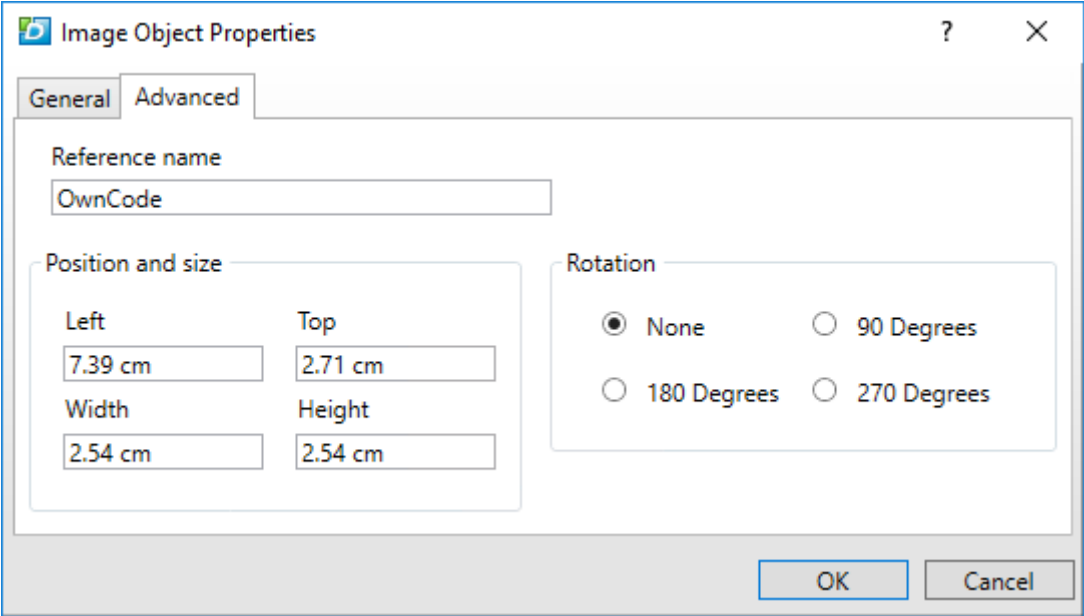 Image Object Properties ?
General Advanced
Reference name
OwnCode
Position and size
Left Top
7.39 cm 2.71 cm
Width Height
2.54 cm 2.54 cm
Rotation
None 90 Degrees
180 Degrees 270 Degrees
OK Cancel